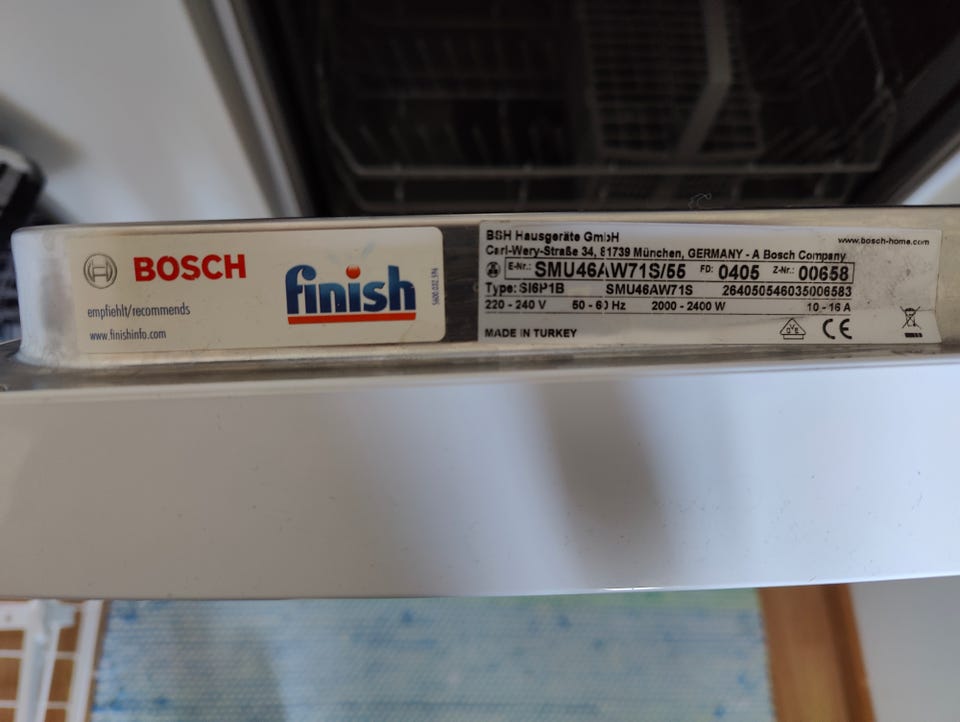 BOSCH
empfiehlt/recommends
www.finishinfo.com
finish
BSH Hausgeräte GmbH
www.bosch-home.com
Carl-Wery-Straße 34, 81739 München, GERMANY - A Bosch Company
E-Nr.: SMU46AW71S/55 FD: 0405 Z-Nr.: 00658
Type: SI6P1B SMU46AW71S 264050546035006583
220 - 240 V 50 - 60 Hz 2000 - 2400 W 10 - 16 A
MADE IN TURKEY
CE